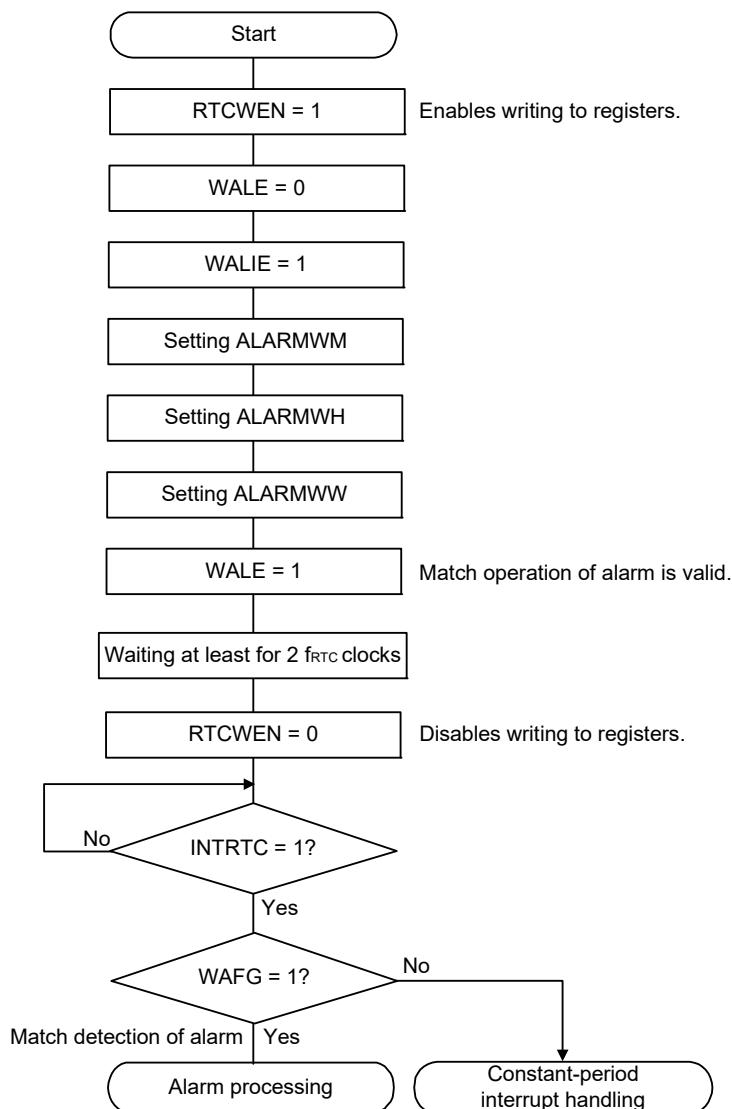 Start
RTCWEN = 1
Enables writing to registers.
WALE = 0
WALIE = 1
Setting ALARMWM
Setting ALARMWH
Setting ALARMWW
WALE = 1
Match operation of alarm is valid.
Waiting at least for 2 fRTC clocks
RTCWEN = 0
Disables writing to registers.
No
INTRTC = 1?
Yes
WAFG = 1?
No
Match detection of alarm
Yes
Alarm processing
Constant-period
interrupt handling